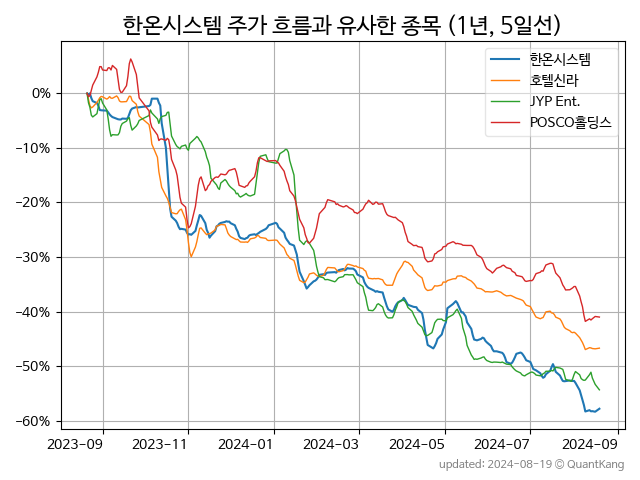 한온시스템 주가 흐름과 유사한 종목 (1년, 5일선)
한온시스템
호텔신라
JYP Ent.
POSCO홀딩스
0%
−10%
−20%
−30%
−40%
−50%
−60%
2023-09
2023-11
2024-01
2024-03
2024-05
2024-07
2024-09
updated: 2024-08-19 © QuantKang